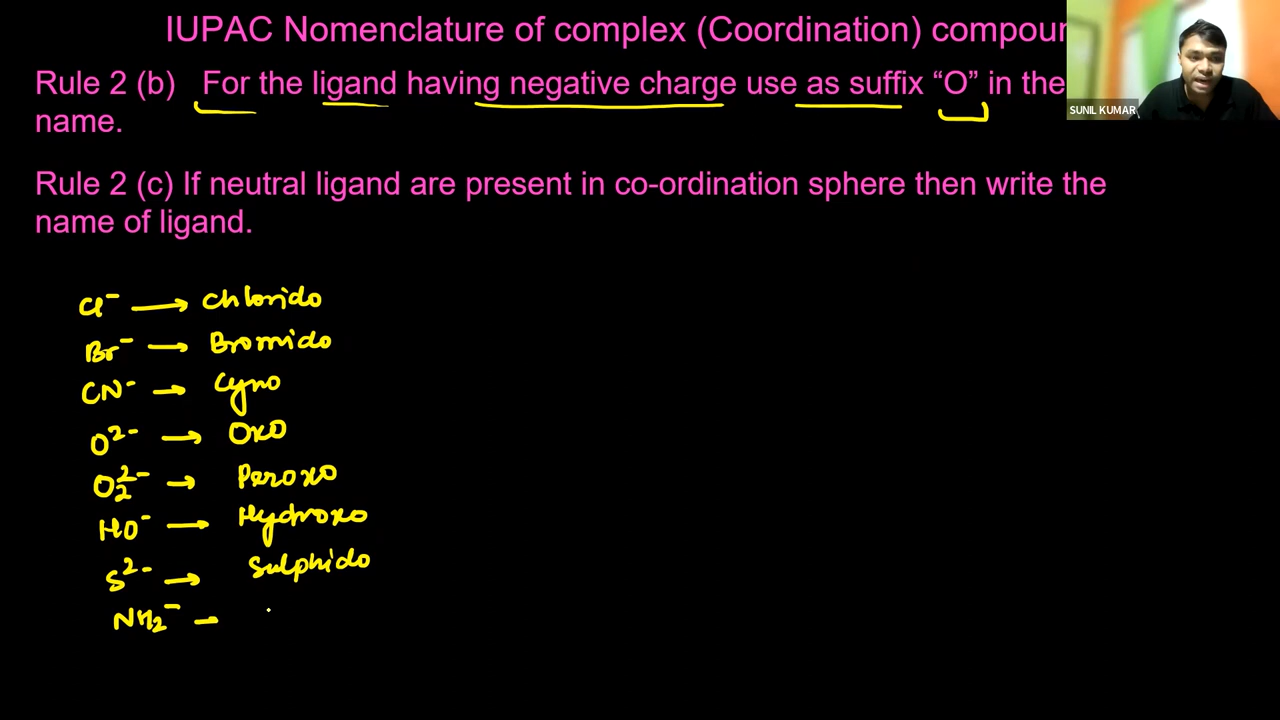 IUPAC Nomenclature of complex (Coordination) compoun
Rule 2 (b) For the ligand having negative charge use as suffix “O” in the
name.
SUNIL KUMAR
Rule 2 (c) If neutral ligand are present in co-ordination sphere then write the
name of ligand.
Cl⁻ → Chlorido
Br⁻ → Bromido
CN⁻ → Cyno
O²⁻ → Oxo
O₂²⁻ → Peroxo
HO⁻ → Hydroxo
S²⁻ → Sulphido
NH₂⁻ -